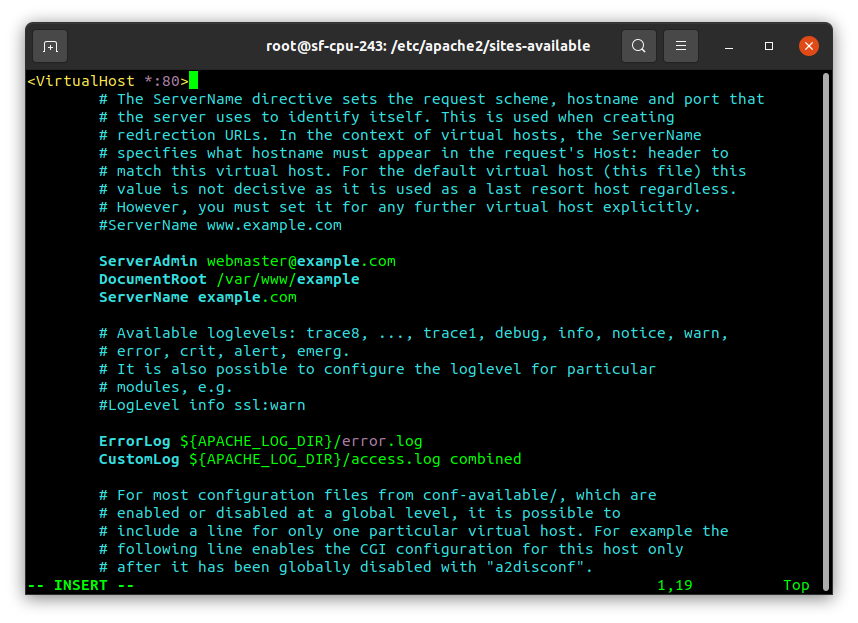 root@sf-cpu-243: /etc/apache2/sites-available
<VirtualHost *:80>
# The ServerName directive sets the request scheme, hostname and port that
# the server uses to identify itself. This is used when creating
# redirection URLs. In the context of virtual hosts, the ServerName
# specifies what hostname must appear in the request's Host: header to
# match this virtual host. For the default virtual host (this file) this
# value is not decisive as it is used as a last resort host regardless.
# However, you must set it for any further virtual host explicitly.
#ServerName www.example.com
ServerAdmin webmaster@example.com
DocumentRoot /var/www/example
ServerName example.com
# Available loglevels: trace8, ..., trace1, debug, info, notice, warn,
# error, crit, alert, emerg.
# It is also possible to configure the loglevel for particular
# modules, e.g.
#LogLevel info ssl:warn
ErrorLog ${APACHE_LOG_DIR}/error.log
CustomLog ${APACHE_LOG_DIR}/access.log combined
# For most configuration files from conf-available/, which are
# enabled or disabled at a global level, it is possible to
# include a line for only one particular virtual host. For example the
# following line enables the CGI configuration for this host only
# after it has been globally disabled with "a2disconf".
-- INSERT -- 1,19 Top